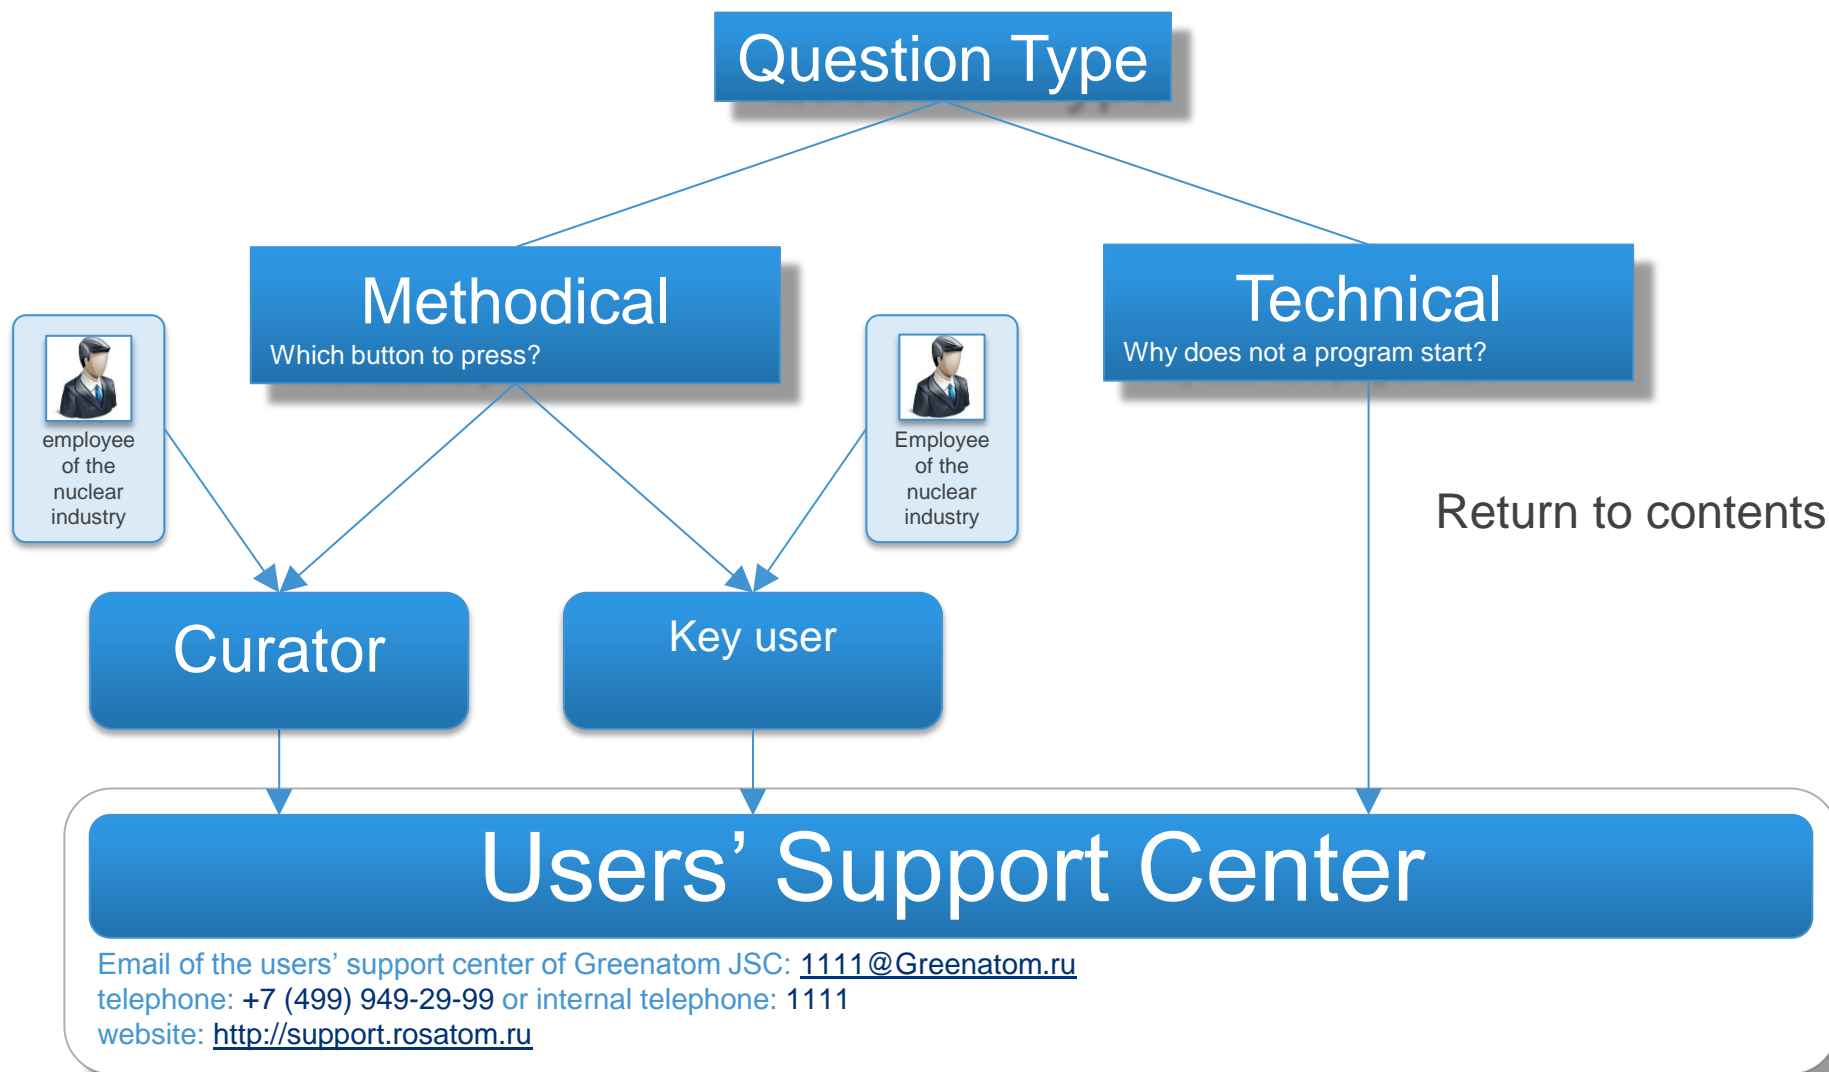 Question Type
Methodical
Which button to press?
Technical
Why does not a program start?
employee
of the
nuclear
industry
Employee
of the
nuclear
industry
Return to contents
Curator
Key user
Users’ Support Center
Email of the users’ support center of Greenatom JSC: 1111@Greenatom.ru
telephone: +7 (499) 949-29-99 or internal telephone: 1111
website: http://support.rosatom.ru